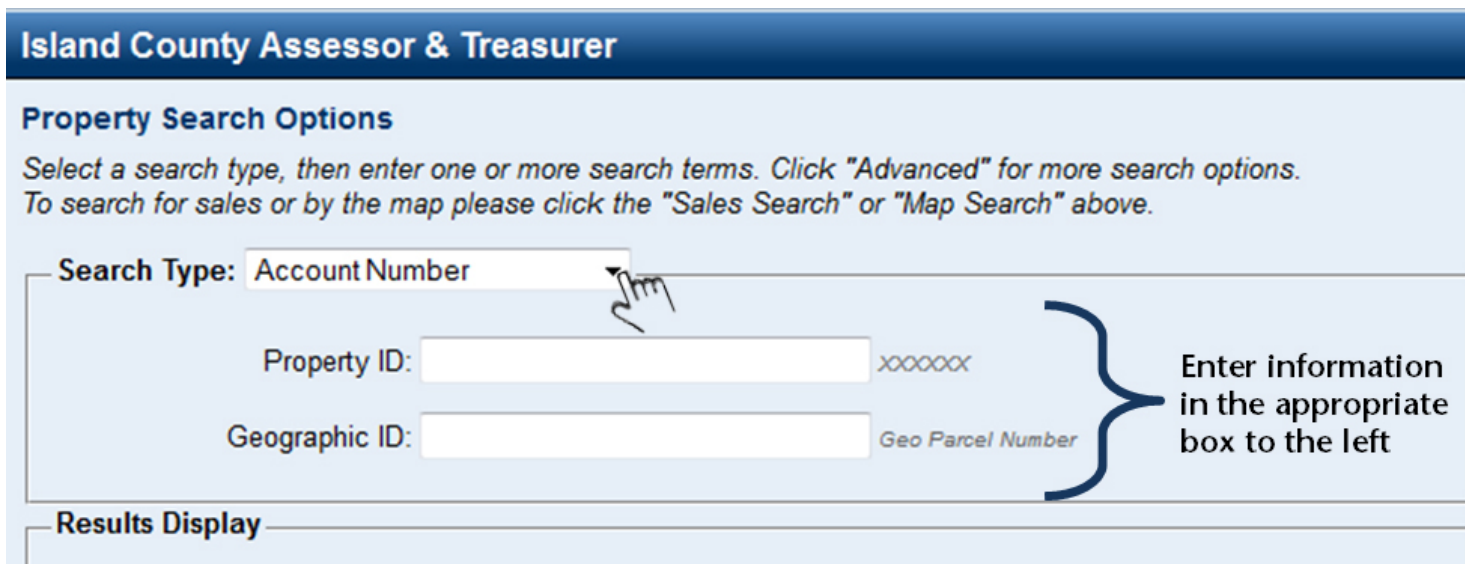 Island County Assessor & Treasurer
Property Search Options
Select a search type, then enter one or more search terms. Click "Advanced" for more search options.
To search for sales or by the map please click the "Sales Search" or "Map Search" above.
Search Type: Account Number
Property ID: xxxxxx
Geographic ID: Geo Parcel Number
Enter information
in the appropriate
box to the left
Results Display